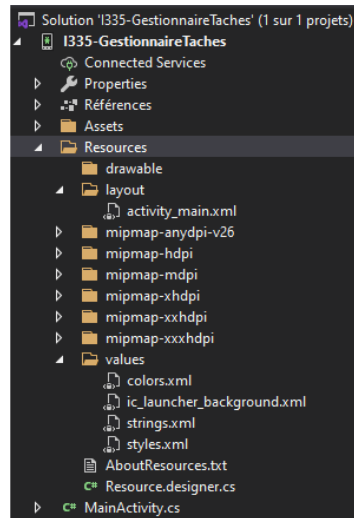 Solution 'I335-GestionnaireTaches' (1 sur 1 projets)
I335-GestionnaireTaches
Connected Services
Properties
Références
Assets
Resources
drawable
layout
activity_main.xml
mipmap-anydpi-v26
mipmap-hdpi
mipmap-mdpi
mipmap-xhdpi
mipmap-xxhdpi
mipmap-xxxhdpi
values
colors.xml
ic_launcher_background.xml
strings.xml
styles.xml
AboutResources.txt
C# Resource.designer.cs
C# MainActivity.cs